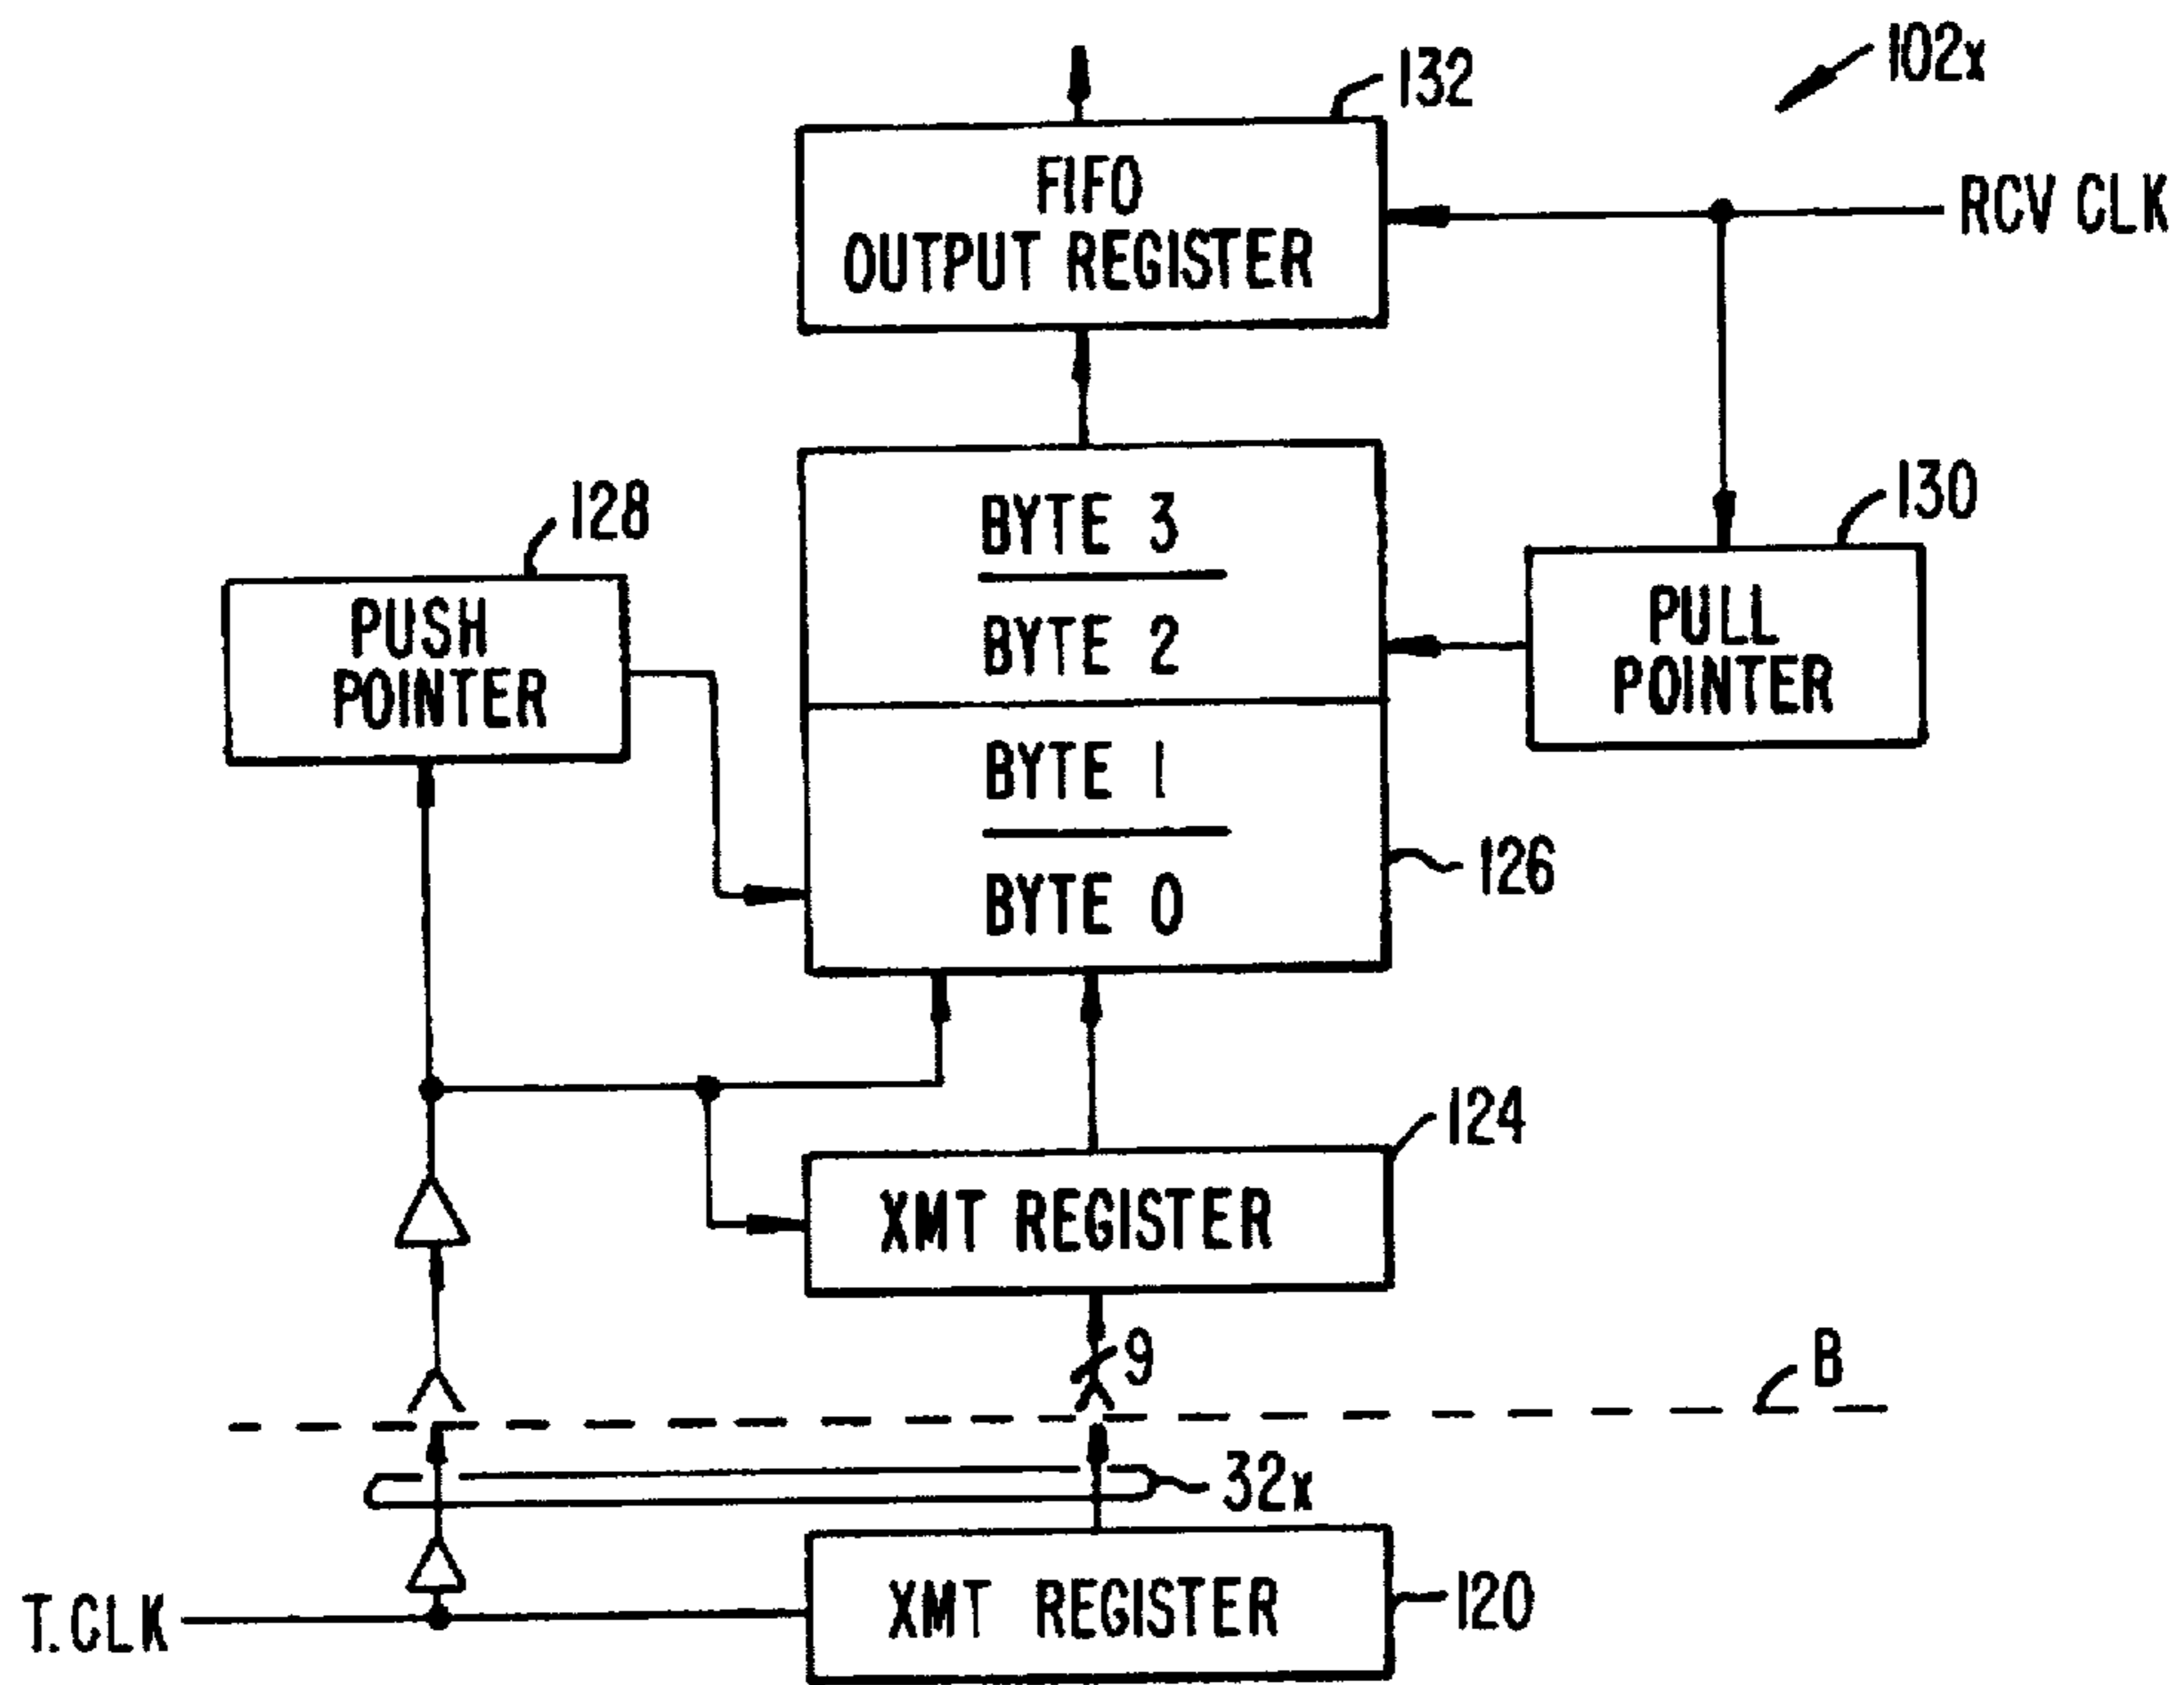 102x
132
FIFO
OUTPUT REGISTER
RCV CLK
128
BYTE 3
130
PUSH
POINTER
BYTE 2
PULL
POINTER
BYTE 1
126
BYTE 0
124
XMT REGISTER
9
B
32x
XMT REGISTER
120
T.CLK